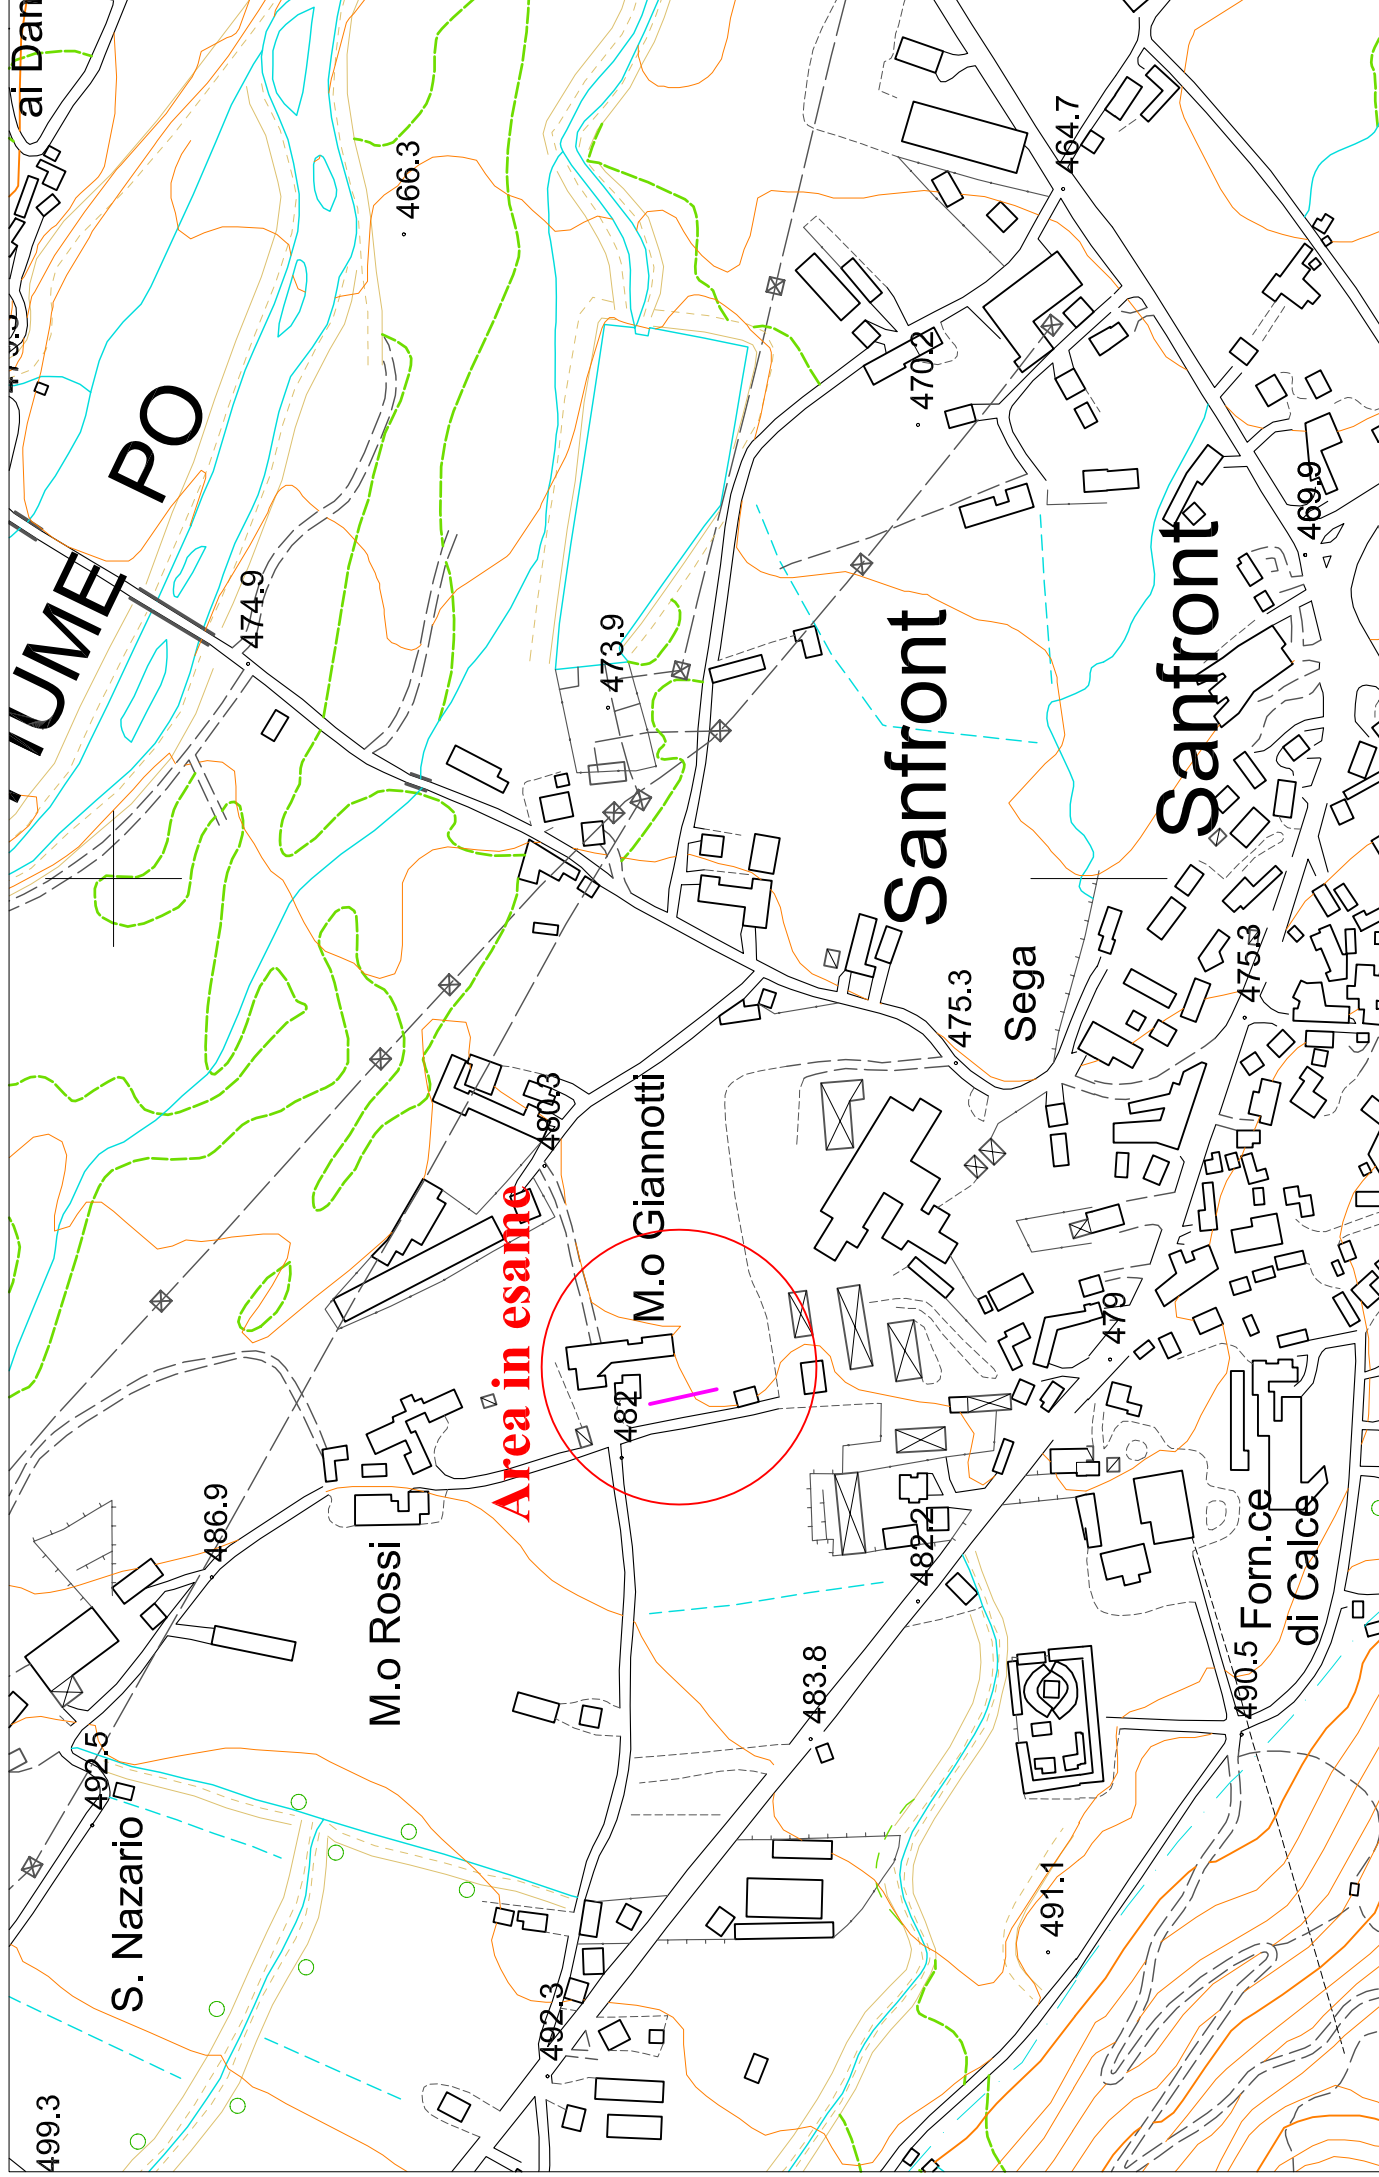 ai Dan
FIUME PO
466.3
464.7
470.2
469.9
474.9
473.9
Sanfront
Sanfront
475.3
Sega
475.3
480.3
M.o Giannotti
Area in esame
482
479
486.9
M.o Rossi
482.2
Forn.ce
di Calce
483.8
490.5
492.5
S. Nazario
491.1
492.3
499.3